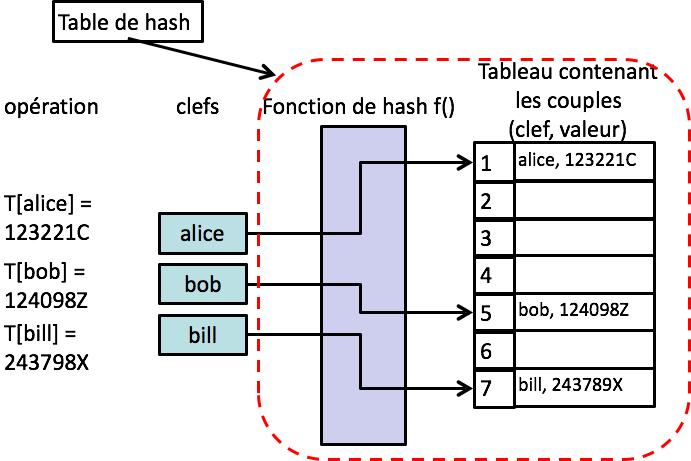 Table de hash
opération
clefs
Fonction de hash f()
Tableau contenant
les couples
(clef, valeur)
T[alice] =
123221C
T[bob] =
124098Z
T[bill] =
243798X
alice
bob
bill
1 alice, 123221C
2
3
4
5 bob, 124098Z
6
7 bill, 243789X